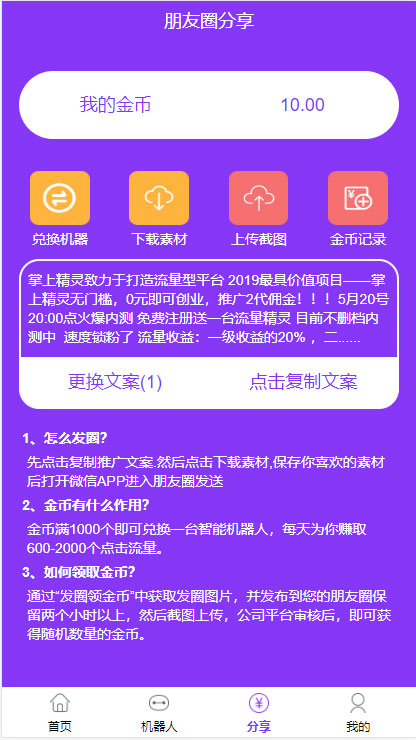 朋友圈分享
我的金币 10.00
兑换机器 下载素材 上传截图 金币记录
掌上精灵致力于打造流量型平台 2019最具价值项目——掌
上精灵无门槛，0元即可创业，推广2代佣金！！！5月20号
20:00点火爆内测 免费注册送一台流量精灵 目前不删档内
测中 速度锁粉了 流量收益：一级收益的20% ，二......
更换文案(1) 点击复制文案
1、怎么发圈?
先点击复制推广文案.然后点击下载素材,保存你喜欢的素材
后打开微信APP进入朋友圈发送
2、金币有什么作用?
金币满1000个即可兑换一台智能机器人，每天为你赚取
600-2000个点击流量。
3、如何领取金币?
通过“发圈领金币”中获取发圈图片，并发布到您的朋友圈保
留两个小时以上，然后截图上传，公司平台审核后，即可获
得随机数量的金币。
首页 机器人 分享 我的